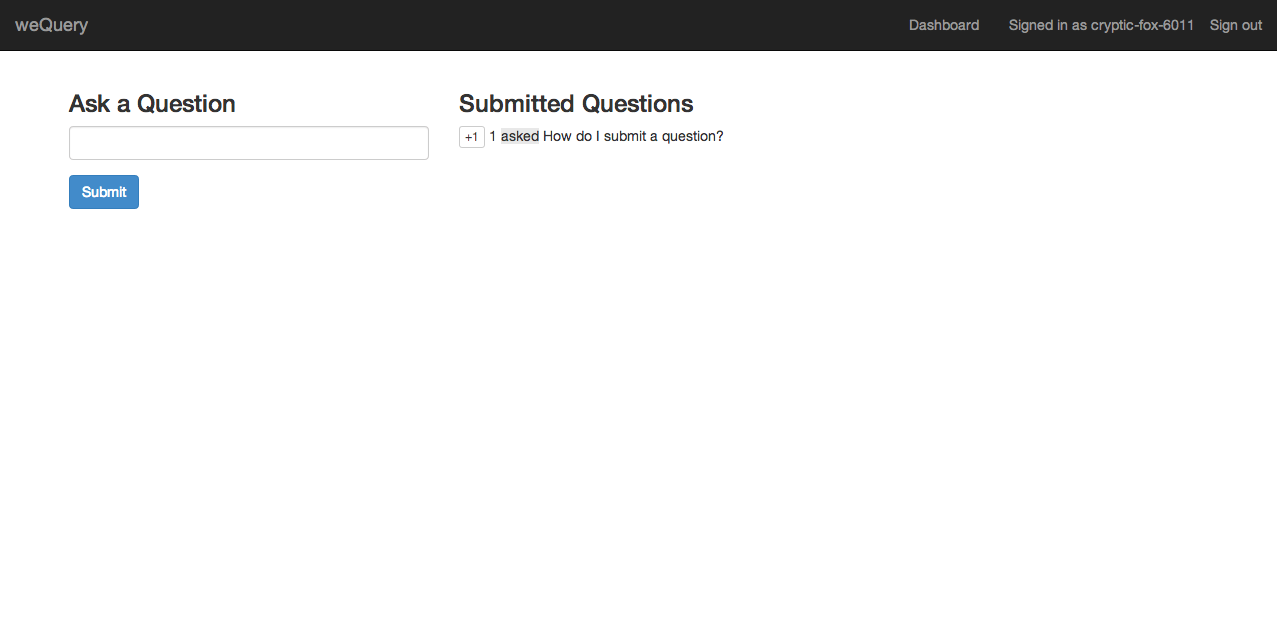 weQuery Dashboard Signed in as cryptic-fox-6011 Sign out
Ask a Question
Submit
Submitted Questions
+1 1 asked How do I submit a question?